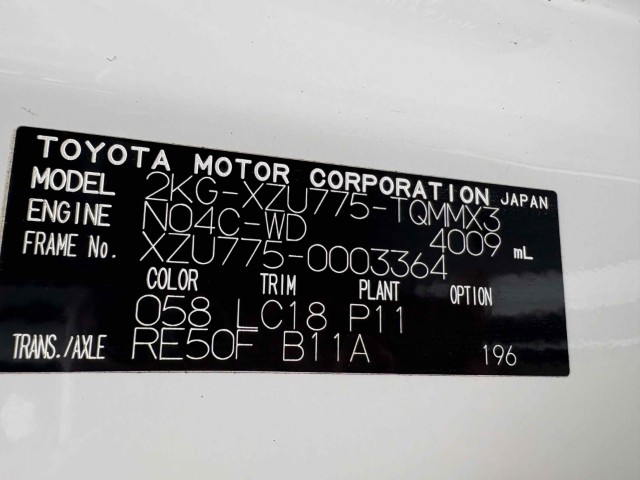 TOYOTA MOTOR CORPORATION JAPAN
MODEL 2KG-XZU775-TQMMX3
ENGINE N04C-WD 4009 mL
FRAME No. XZU775-0003364
COLOR TRIM PLANT OPTION
058 LC18 P11
TRANS./AXLE RE50F B11A 196